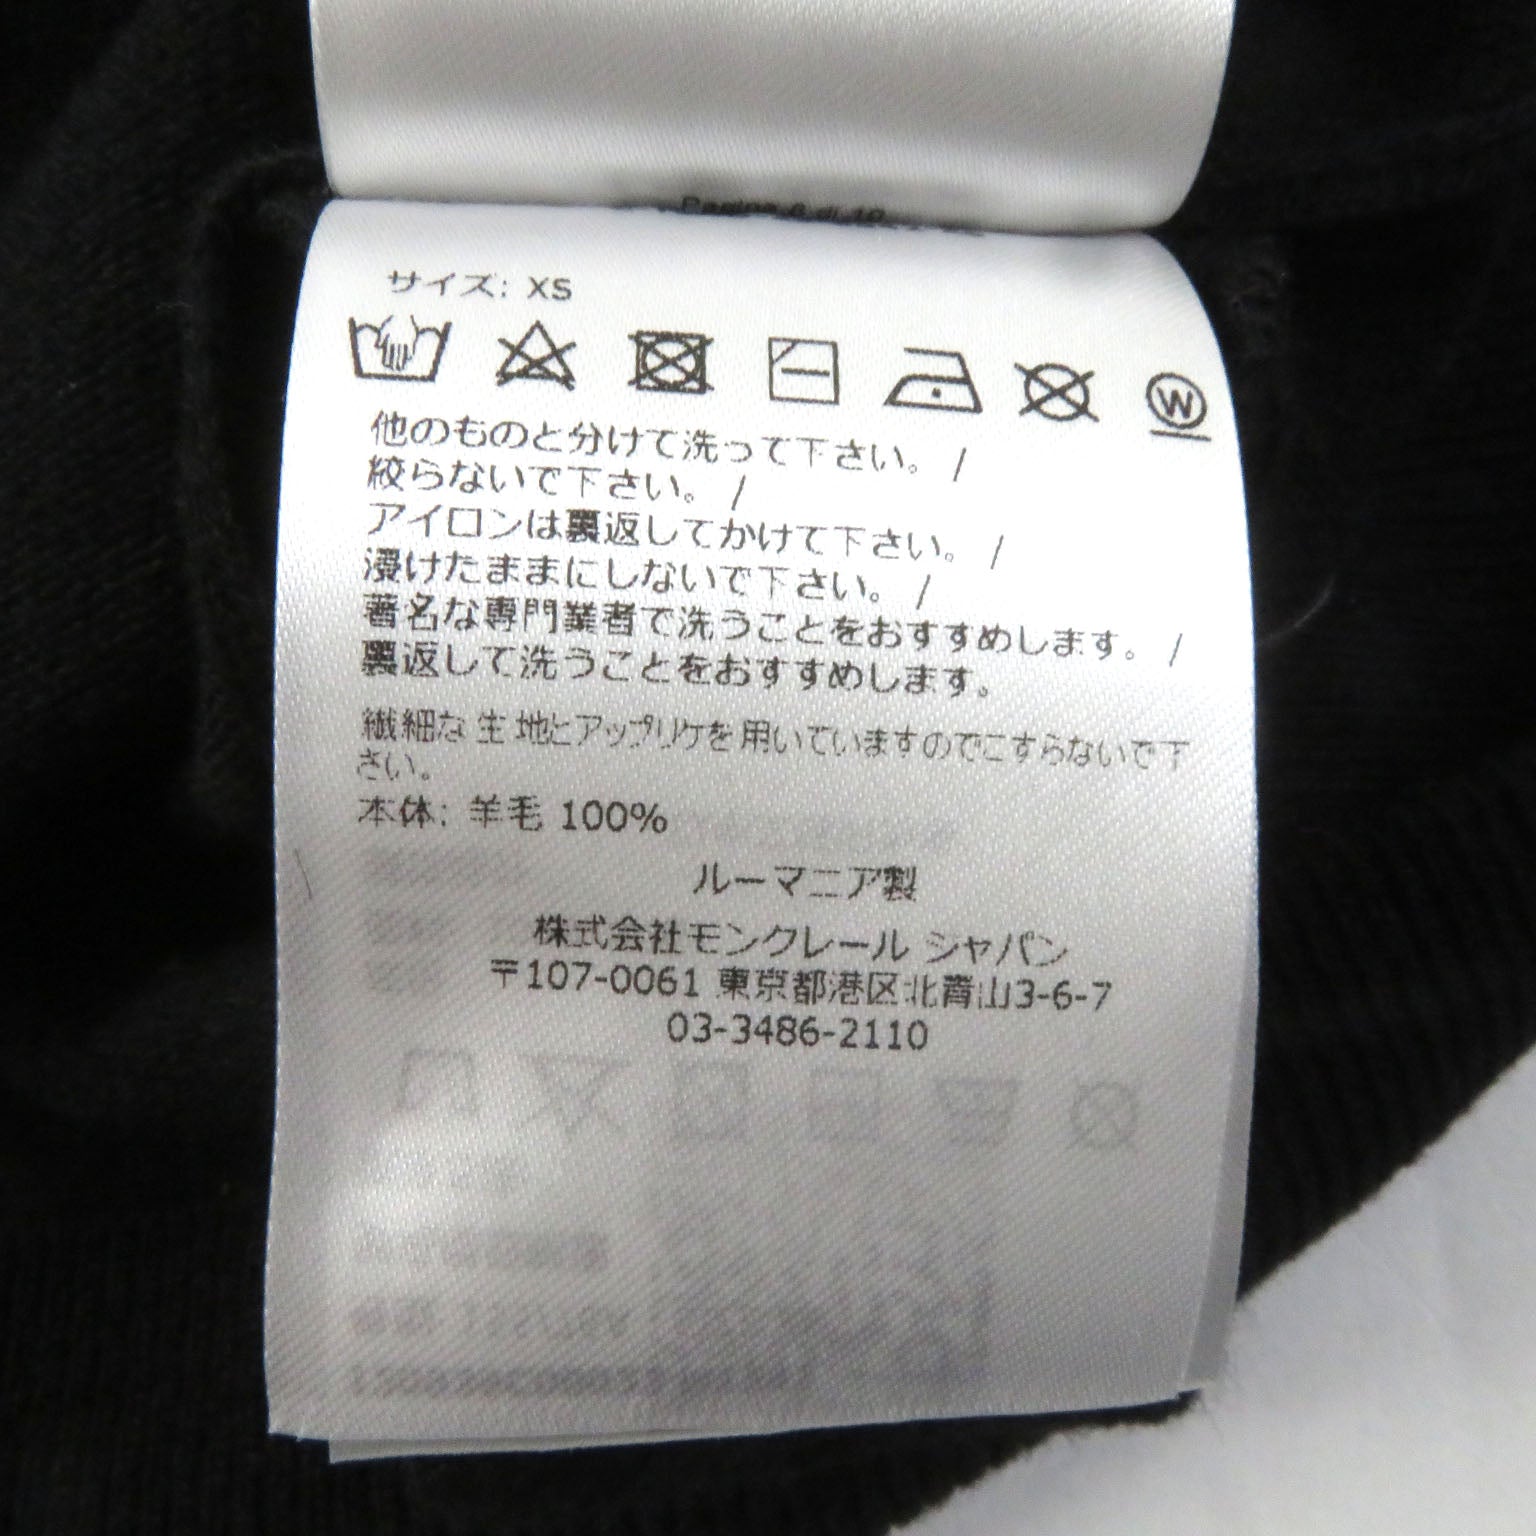 Pagina 6 di 10
サイズ: XS
W
他のものと分けて洗って下さい。 /
絞らないで下さい。 /
アイロンは裏返してかけて下さい。 /
浸けたままにしないで下さい。 /
著名な専門業者で洗うことをおすすめします。 /
裏返して洗うことをおすすめします。
繊細な生地とアップリケを用いていますのでこすらないで下
さい。
本体: 羊毛 100%
ルーマニア製
株式会社モンクレール ジャパン
〒107-0061 東京都港区北青山3-6-7
03-3486-2110